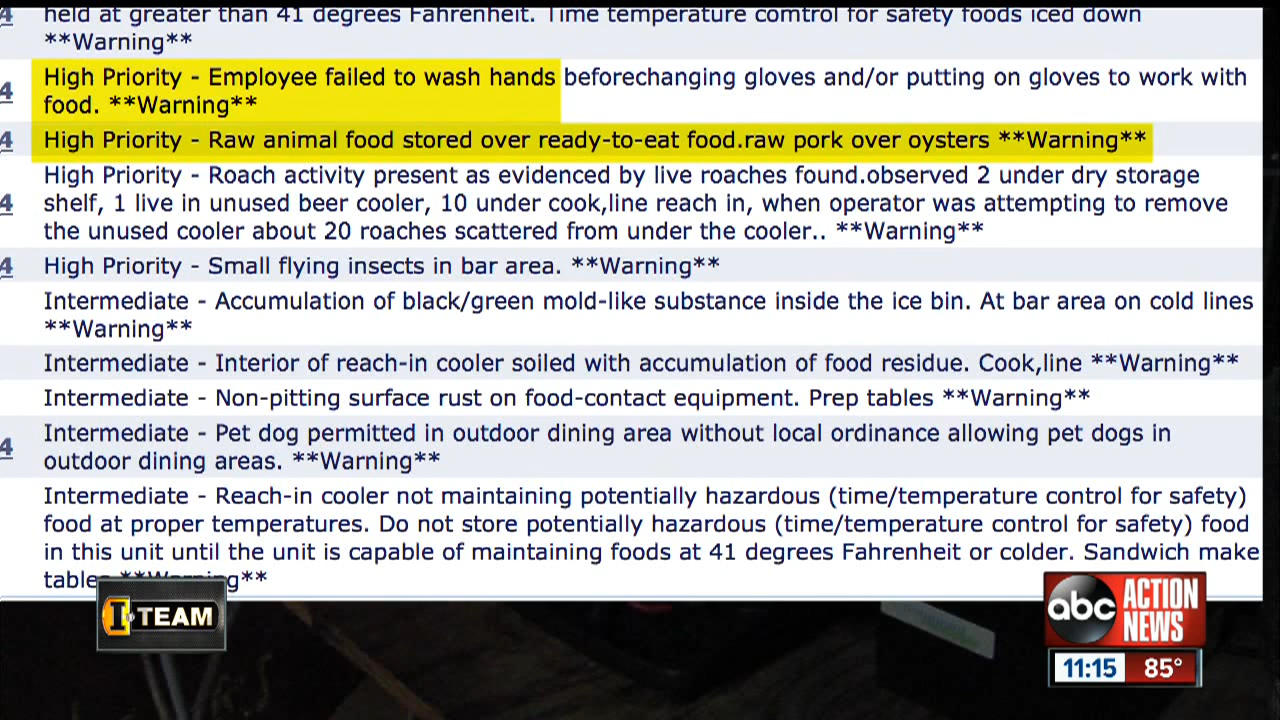 held at greater than 41 degrees Fahrenheit. Time temperature comtrol for safety foods iced down
**Warning**
4 High Priority - Employee failed to wash hands beforechanging gloves and/or putting on gloves to work with
food. **Warning**
4 High Priority - Raw animal food stored over ready-to-eat food.raw pork over oysters **Warning**
High Priority - Roach activity present as evidenced by live roaches found.observed 2 under dry storage
4 shelf, 1 live in unused beer cooler, 10 under cook,line reach in, when operator was attempting to remove
the unused cooler about 20 roaches scattered from under the cooler.. **Warning**
4 High Priority - Small flying insects in bar area. **Warning**
Intermediate - Accumulation of black/green mold-like substance inside the ice bin. At bar area on cold lines
**Warning**
Intermediate - Interior of reach-in cooler soiled with accumulation of food residue. Cook,line **Warning**
Intermediate - Non-pitting surface rust on food-contact equipment. Prep tables **Warning**
4 Intermediate - Pet dog permitted in outdoor dining area without local ordinance allowing pet dogs in
outdoor dining areas. **Warning**
Intermediate - Reach-in cooler not maintaining potentially hazardous (time/temperature control for safety)
food at proper temperatures. Do not store potentially hazardous (time/temperature control for safety) food
in this unit until the unit is capable of maintaining foods at 41 degrees Fahrenheit or colder. Sandwich make
tables **Warning**
I-TEAM
abc ACTION
NEWS
11:15 85°